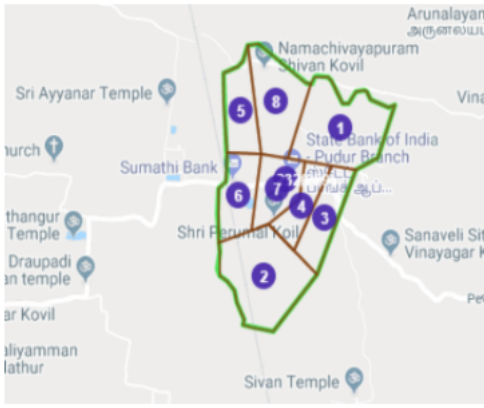 Arunalayam
அருனலய
Namachivayapuram
Shivan Kovil
Sri Ayyanar Temple
8
5
1
Vina
State Bank of India
- Pudur Branch
hurch
Sumathi Bank
6
7
4
3
thangur
Temple
Shri Perumal Koil
Sanaveli Sit
Vinayagar K
Draupadi
an temple
2
ar Kovil
aliyamman
lathur
Sivan Temple